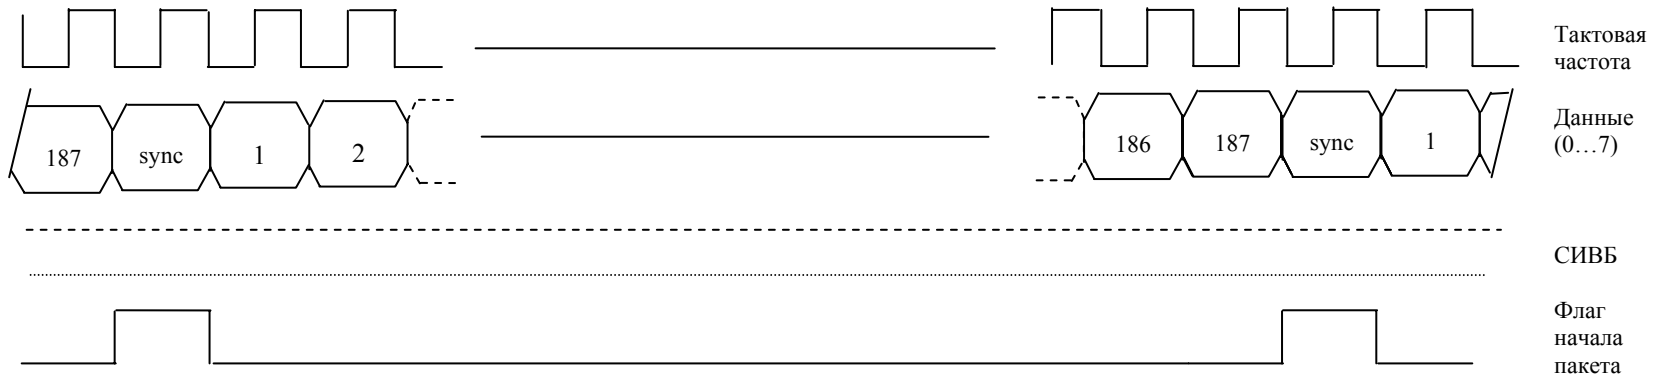 Тактовая
частота
187 sync 1 2 186 187 sync 1
Данные
(0...7)
СИВБ
Флаг
начала
пакета